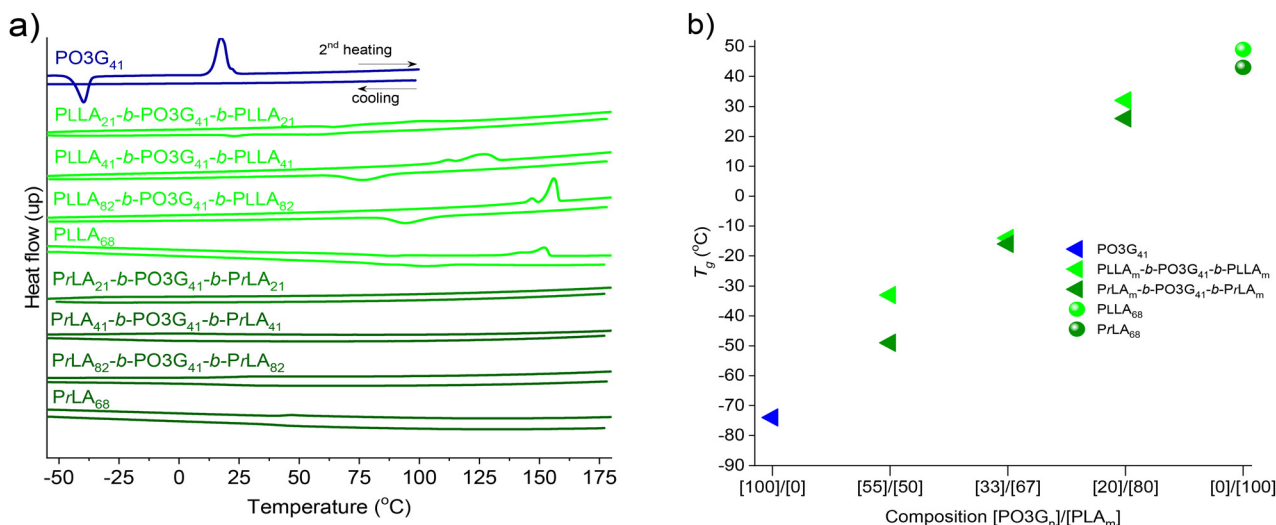 a)
PO3G₄₁
2ⁿᵈ heating
cooling
PLLA₂₁-b-PO3G₄₁-b-PLLA₂₁
PLLA₄₁-b-PO3G₄₁-b-PLLA₄₁
PLLA₈₂-b-PO3G₄₁-b-PLLA₈₂
PLLA₆₈
PrLA₂₁-b-PO3G₄₁-b-PrLA₂₁
PrLA₄₁-b-PO3G₄₁-b-PrLA₄₁
PrLA₈₂-b-PO3G₄₁-b-PrLA₈₂
PrLA₆₈
Heat flow (up)
-50 -25 0 25 50 75 100 125 150 175
Temperature (°C)
b)
50
40
30
20
10
0
-10
-20
-30
-40
-50
-60
-70
-80
-90
T_g (°C)
PO3G₄₁
PLLAₘ-b-PO3G₄₁-b-PLLAₘ
PrLAₘ-b-PO3G₄₁-b-PrLAₘ
PLLA₆₈
PrLA₆₈
[100]/[0] [55]/[50] [33]/[67] [20]/[80] [0]/[100]
Composition [PO3Gₙ]/[PLAₘ]